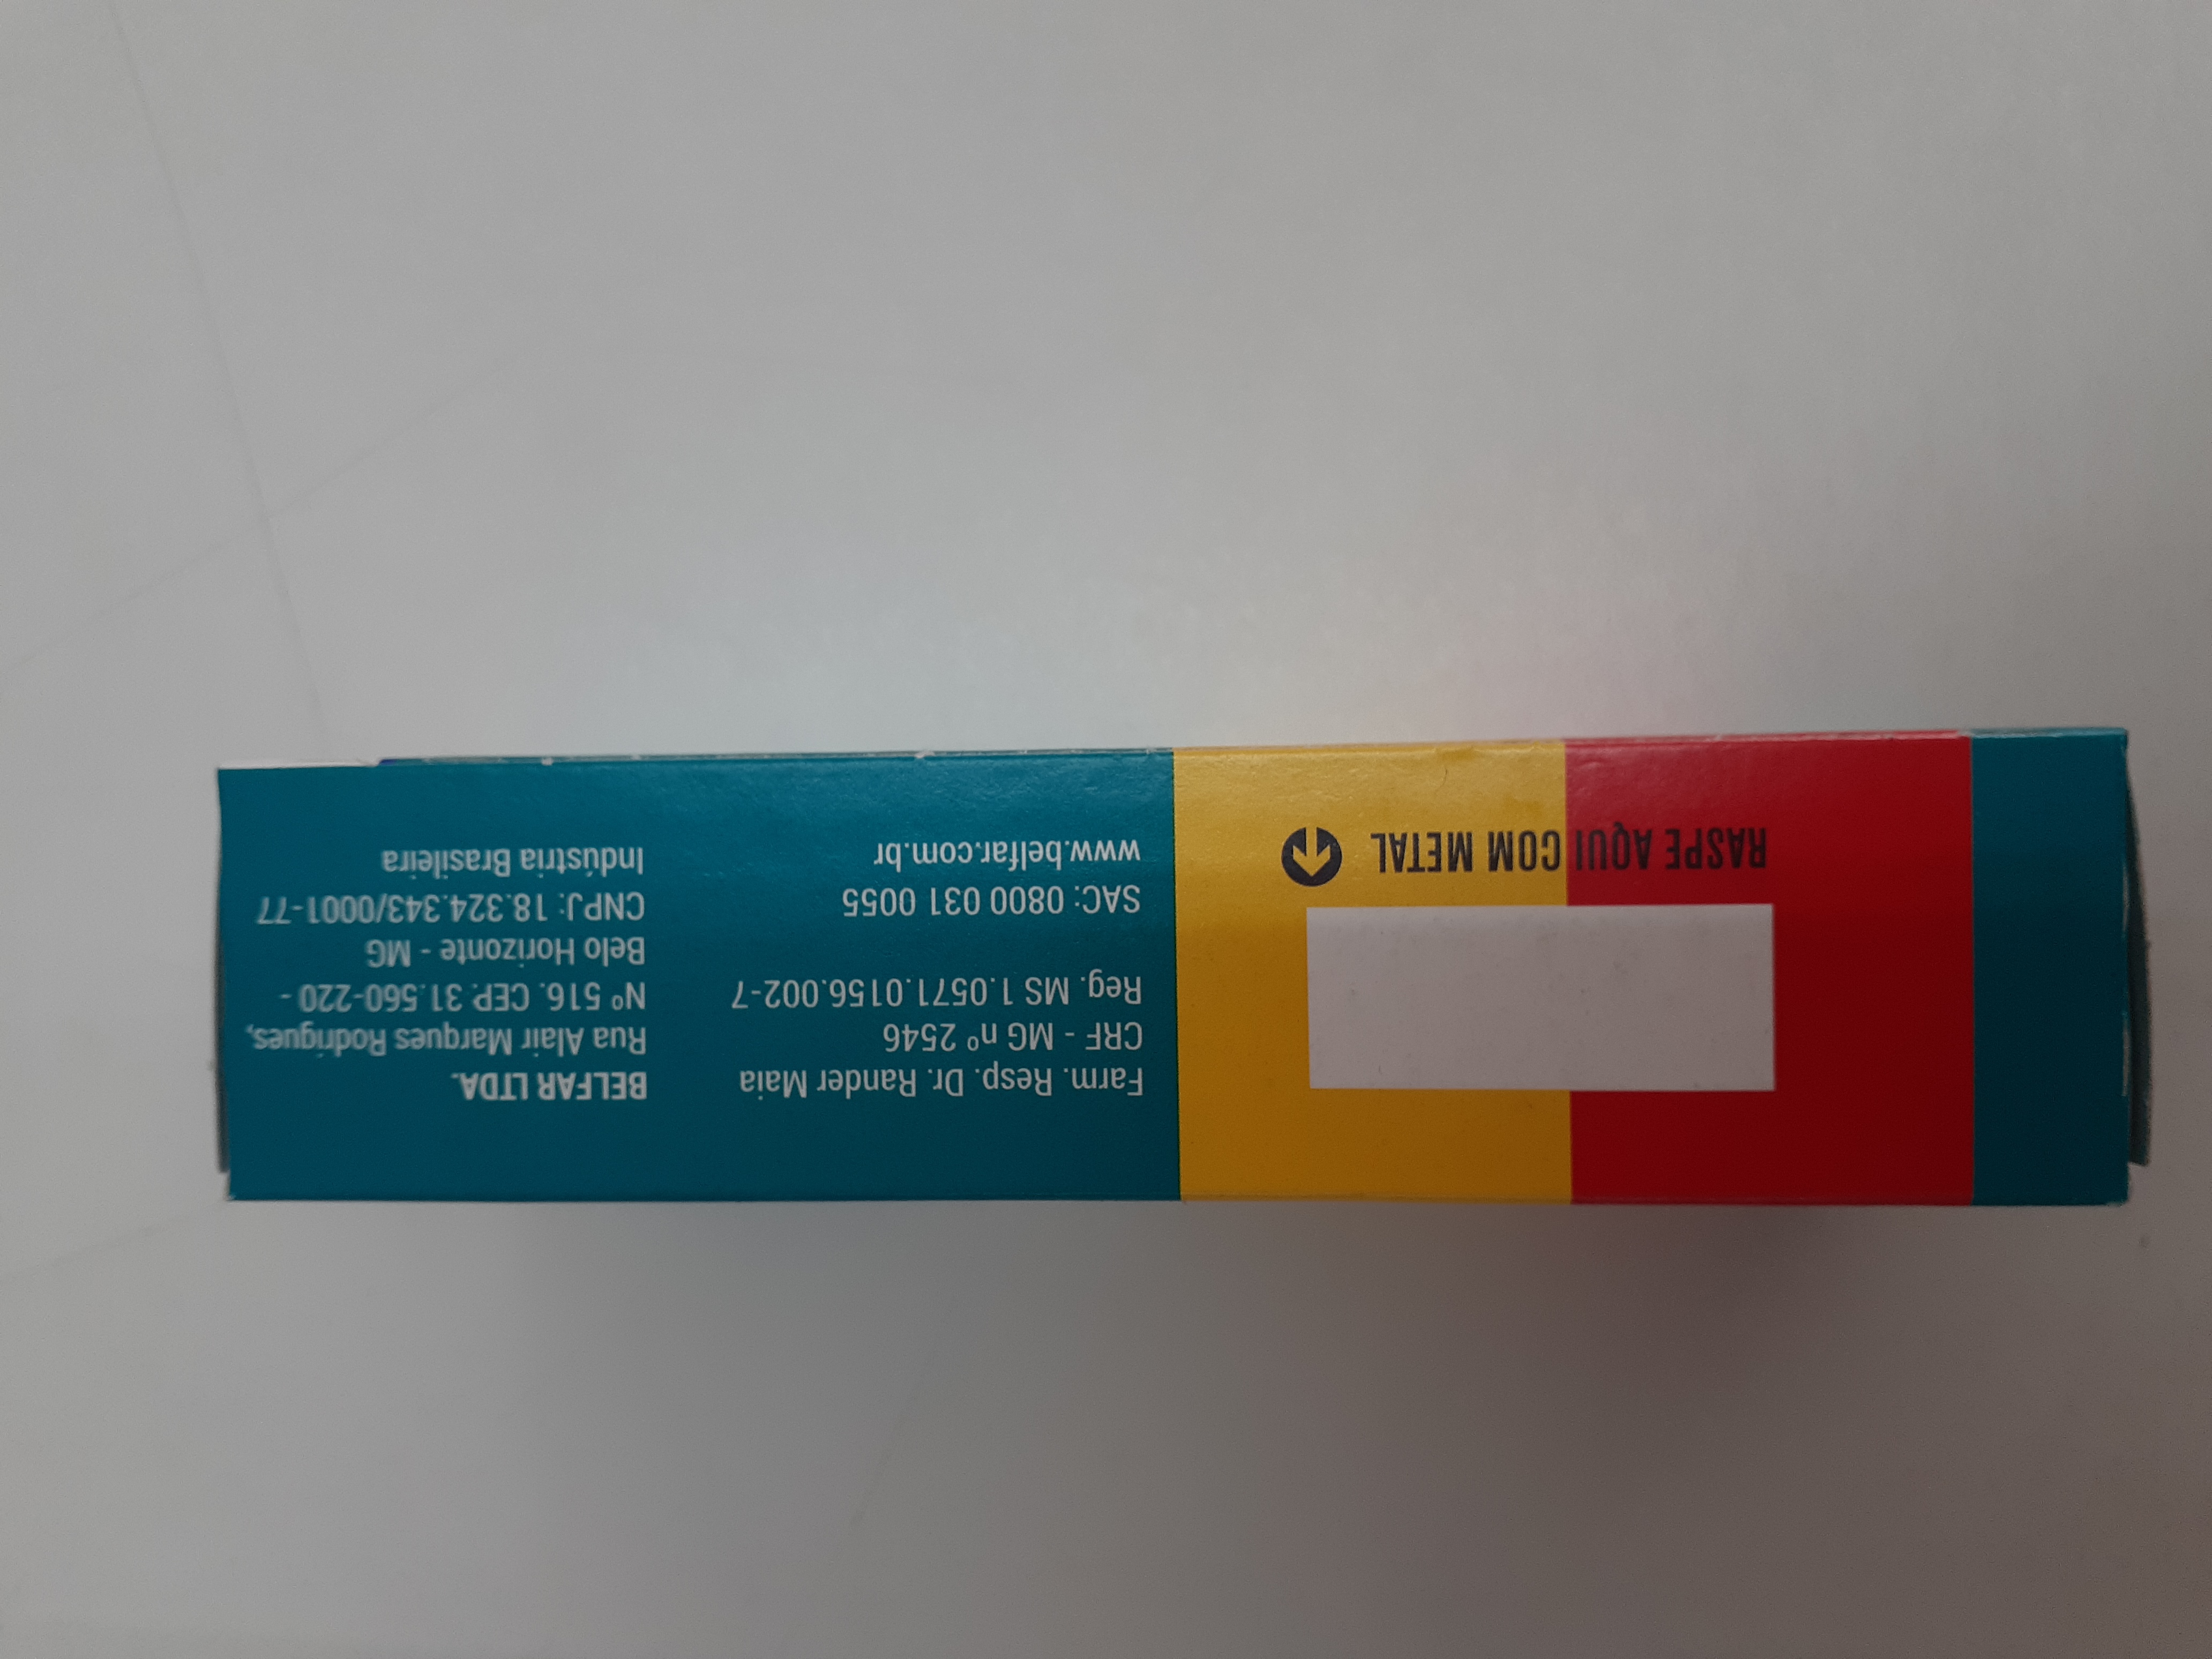 RASPE AQUI COM METAL
Farm. Resp. Dr. Rander Maia
CRF - MG nº 2546
Reg. MS 1.0571.0156.002-7
SAC: 0800 031 0055
www.belfar.com.br
BELFAR LTDA.
Rua Alair Marques Rodrigues,
Nº 516. CEP. 31.560-220 -
Belo Horizonte - MG
CNPJ: 18.324.343/0001-77
Indústria Brasileira